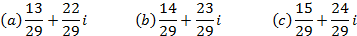 (a) 13/29 + 22/29 i (b) 14/29 + 23/29 i (c) 15/29 + 24/29 i